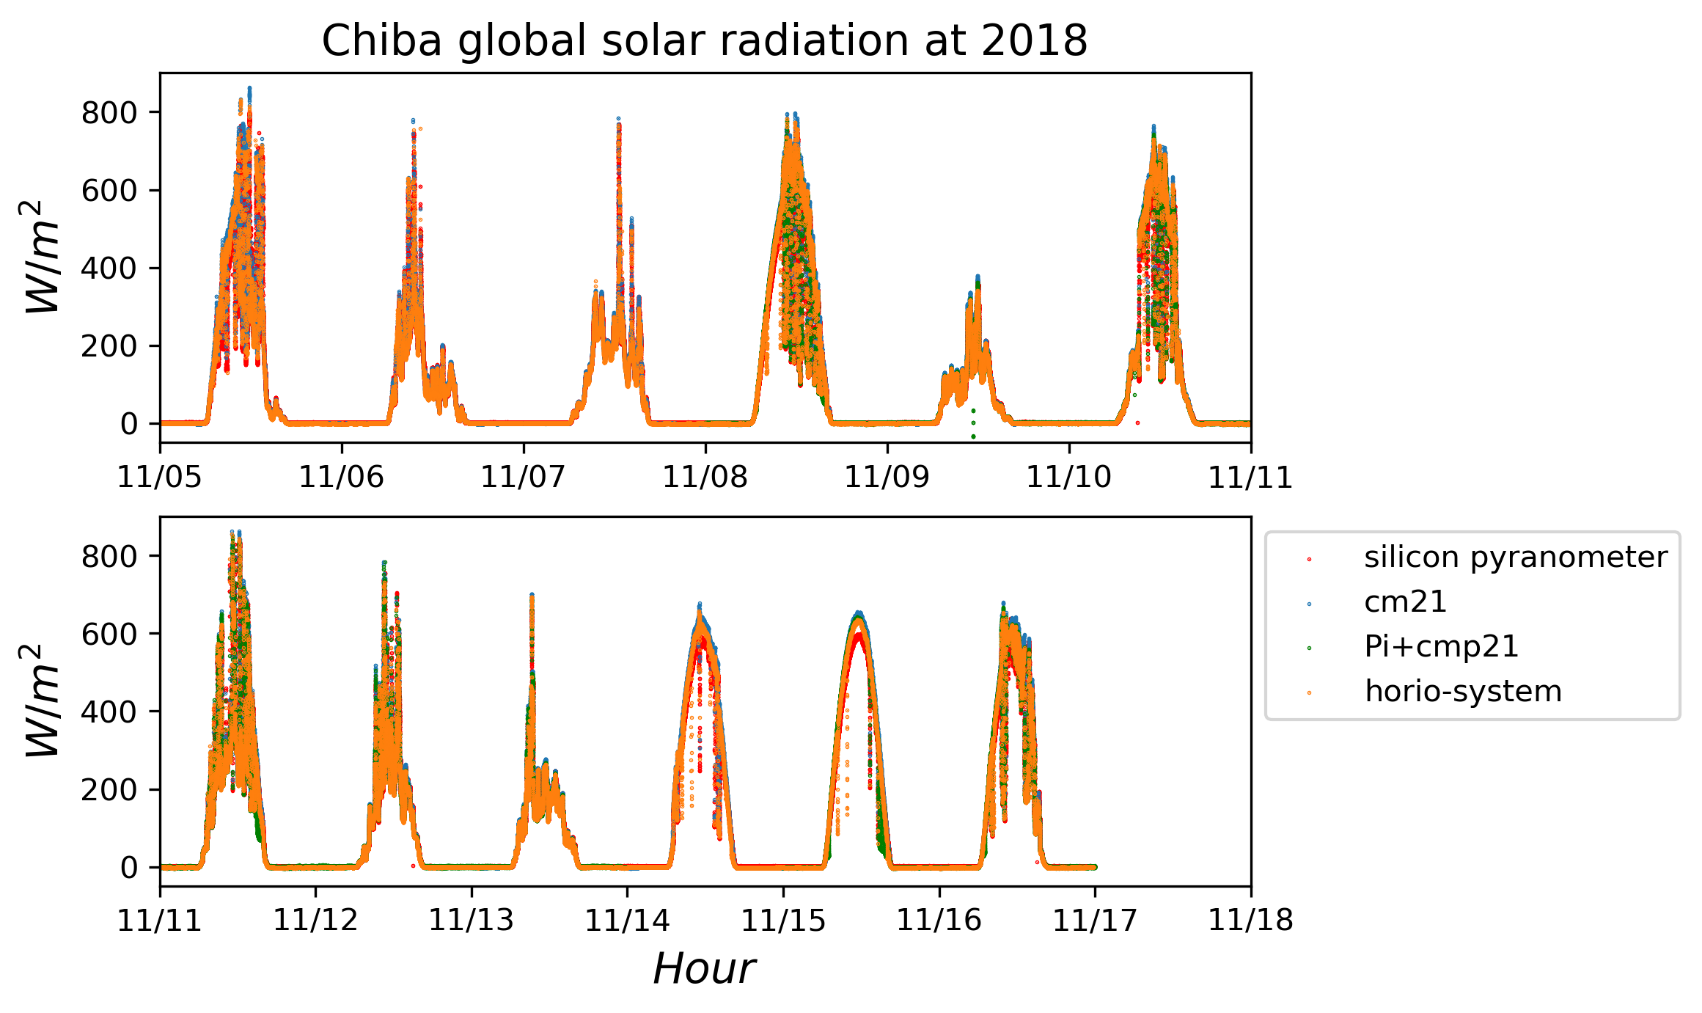 Chiba global solar radiation at 2018
W/m²
800
600
400
200
0
11/05 11/06 11/07 11/08 11/09 11/10 11/11
W/m²
800
600
400
200
0
11/11 11/12 11/13 11/14 11/15 11/16 11/17 11/18
Hour
silicon pyranometer
cm21
Pi+cmp21
horio-system